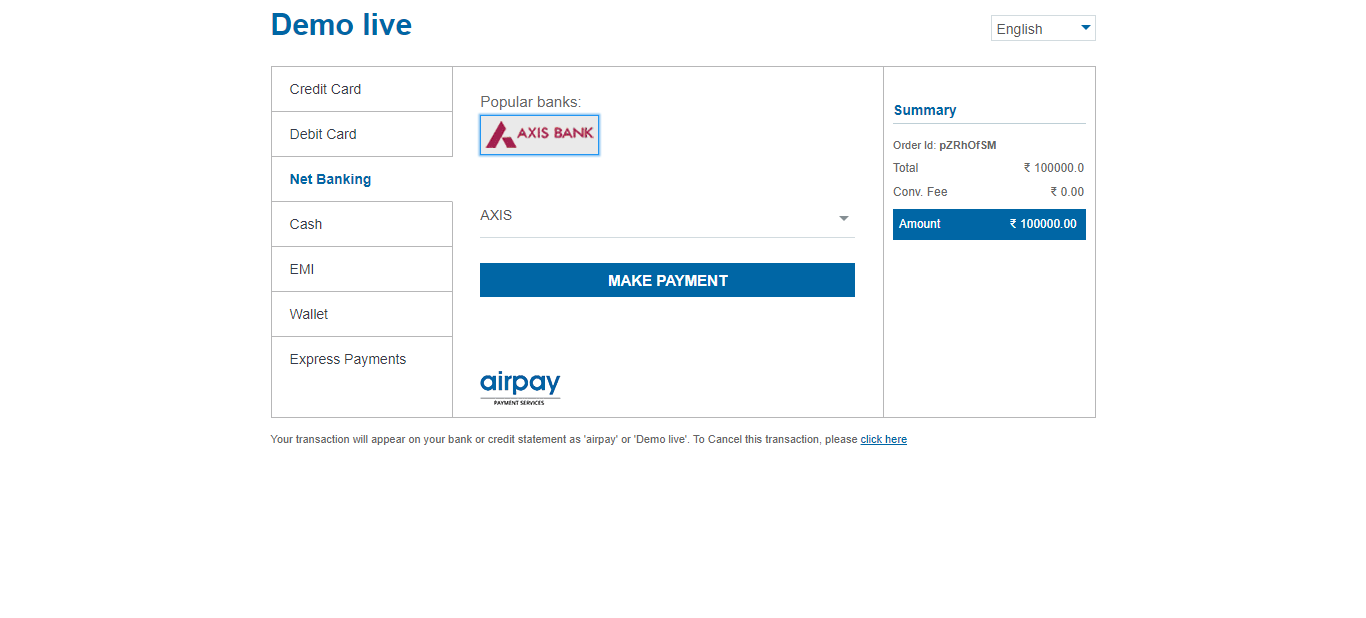 Demo live
English
Credit Card
Debit Card
Net Banking
Cash
EMI
Wallet
Express Payments
Popular banks:
AXIS BANK
AXIS
MAKE PAYMENT
airpay
PAYMENT SERVICES
Summary
Order Id: pZRhOfSM
Total ₹ 100000.0
Conv. Fee ₹ 0.00
Amount ₹ 100000.00
Your transaction will appear on your bank or credit statement as 'airpay' or 'Demo live'. To Cancel this transaction, please click here